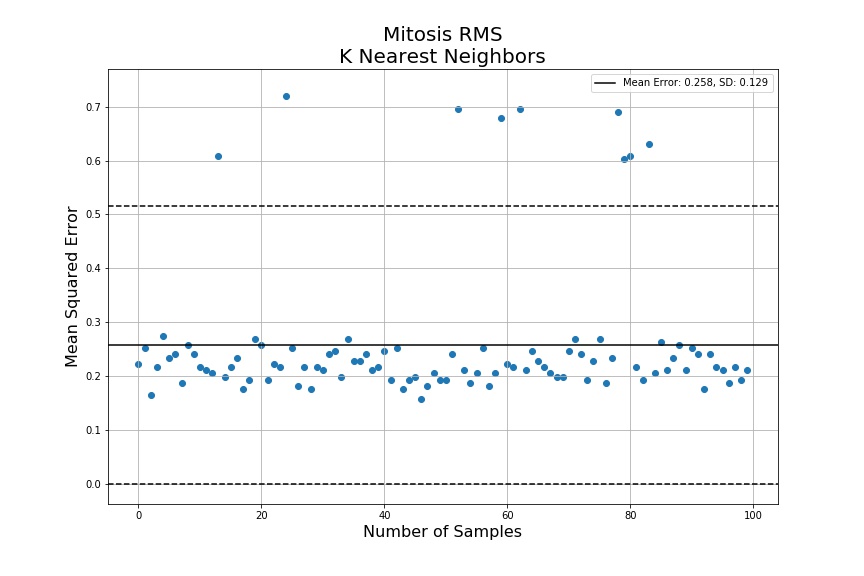 Mitosis RMS
K Nearest Neighbors
Mean Error: 0.258, SD: 0.129
Mean Squared Error
0.7
0.6
0.5
0.4
0.3
0.2
0.1
0.0
0 20 40 60 80 100
Number of Samples